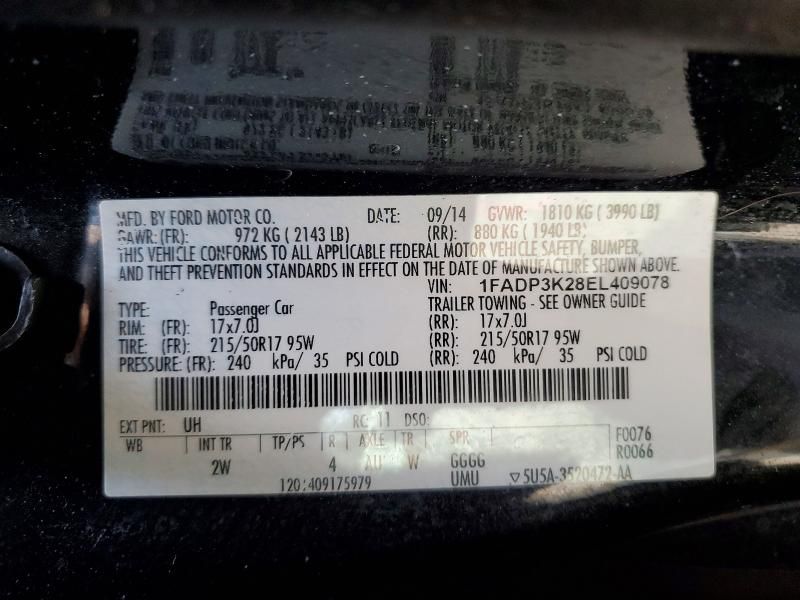 MFD. BY FORD MOTOR CO. DATE: 09/14 GVWR: 1810 KG ( 3990 LB)
GAWR: (FR): 972 KG ( 2143 LB) (RR): 880 KG ( 1940 LB)
THIS VEHICLE CONFORMS TO ALL APPLICABLE FEDERAL MOTOR VEHICLE SAFETY, BUMPER,
AND THEFT PREVENTION STANDARDS IN EFFECT ON THE DATE OF MANUFACTURE SHOWN ABOVE.
VIN: 1FADP3K28EL409078
TYPE: Passenger Car TRAILER TOWING - SEE OWNER GUIDE
RIM: (FR): 17x7.0J (RR): 17x7.0J
TIRE: (FR): 215/50R17 95W (RR): 215/50R17 95W
PRESSURE: (FR): 240 kPa/ 35 PSI COLD (RR): 240 kPa/ 35 PSI COLD
EXT PNT: UH RC: 11 DSO:
WB INT TR TP/PS R AXLE TR SPR F0076
2W 4 AU W GGGG R0066
120:409175979 UMU ▽5U5A-3520472-AA